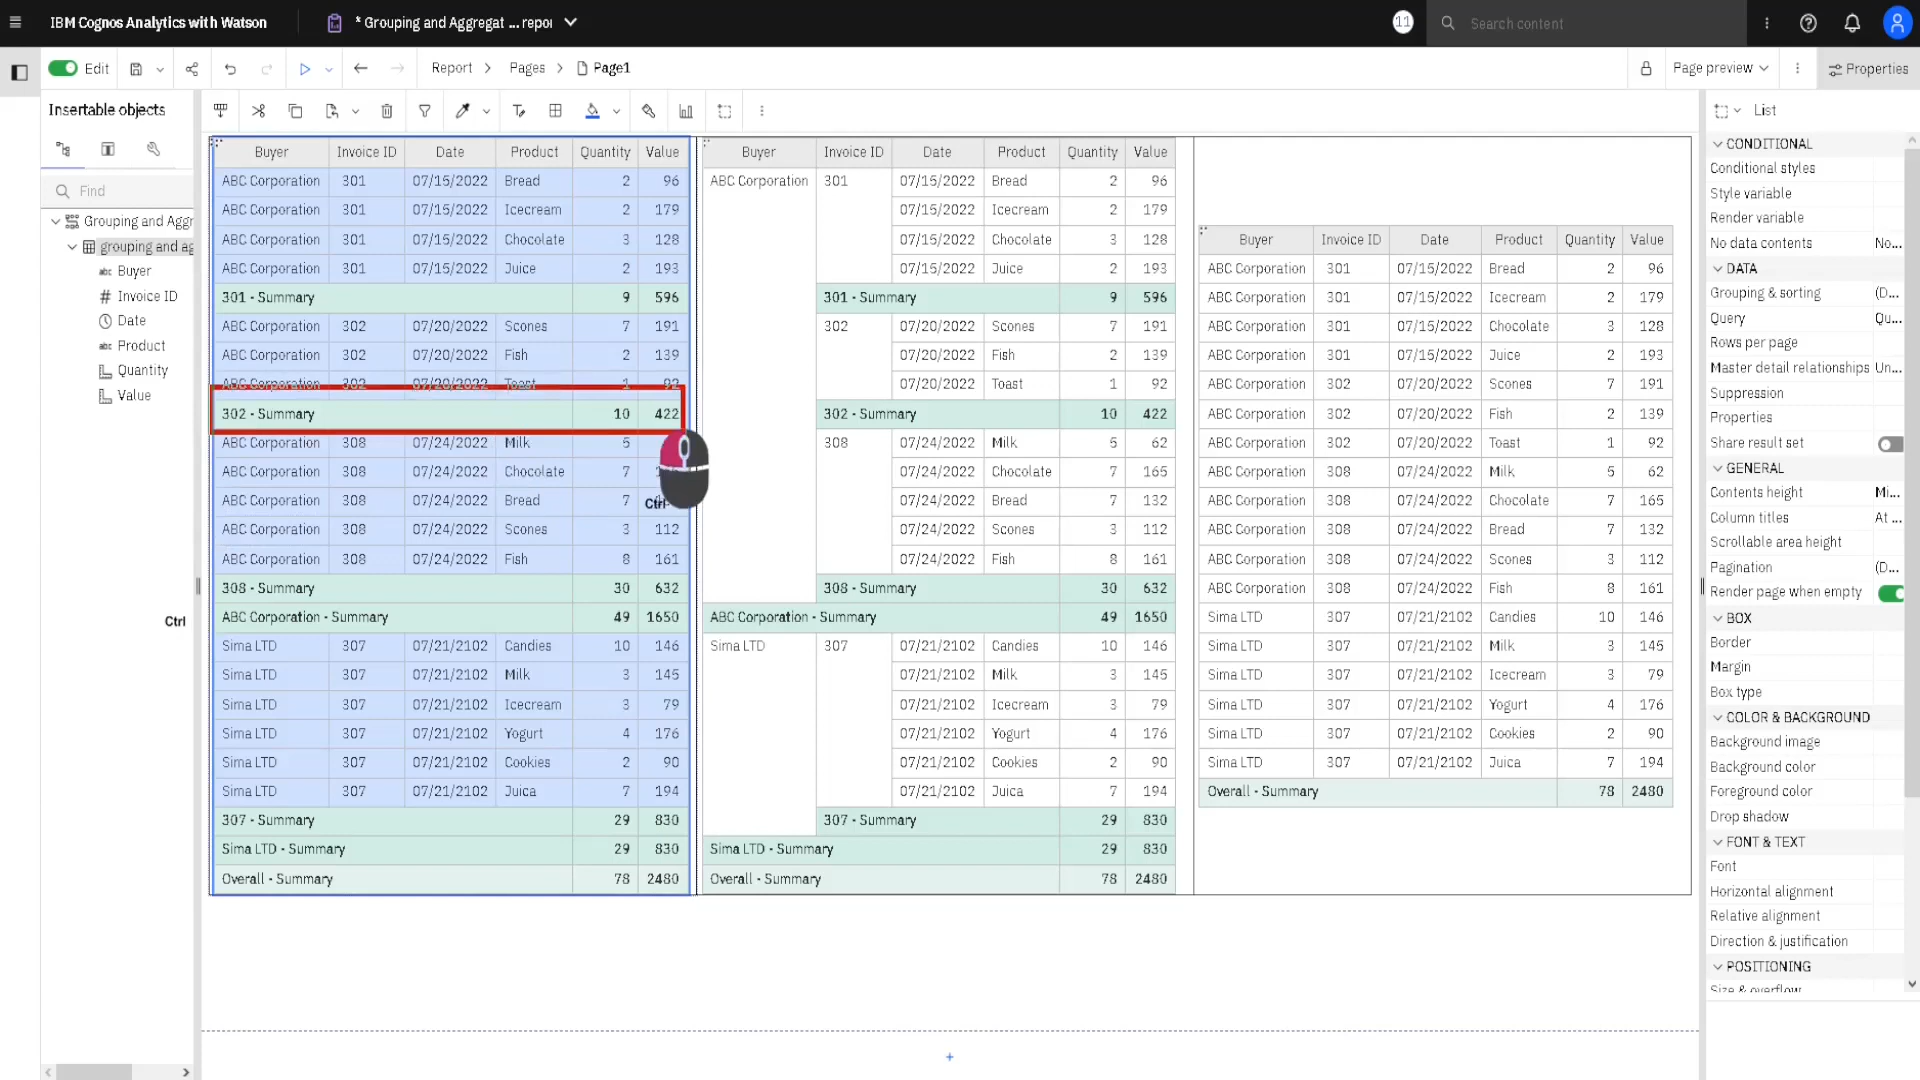 IBM Cognos Analytics with Watson
* Grouping and Aggregat ... repor
11
Search content
Edit
Report
Pages
Page1
Page preview
Properties
Insertable objects
Find
Grouping and Aggr
grouping and ag
Buyer
Invoice ID
Date
Product
Quantity
Value
Ctrl
Buyer Invoice ID Date Product Quantity Value
ABC Corporation 301 07/15/2022 Bread 2 96
ABC Corporation 301 07/15/2022 Icecream 2 179
ABC Corporation 301 07/15/2022 Chocolate 3 128
ABC Corporation 301 07/15/2022 Juice 2 193
301 - Summary 9 596
ABC Corporation 302 07/20/2022 Scones 7 191
ABC Corporation 302 07/20/2022 Fish 2 139
ABC Corporation 302 07/20/2022 Toast 1 92
302 - Summary 10 422
ABC Corporation 308 07/24/2022 Milk 5
ABC Corporation 308 07/24/2022 Chocolate 7
ABC Corporation 308 07/24/2022 Bread 7
Ctrl
ABC Corporation 308 07/24/2022 Scones 3 112
ABC Corporation 308 07/24/2022 Fish 8 161
308 - Summary 30 632
ABC Corporation - Summary 49 1650
Sima LTD 307 07/21/2102 Candies 10 146
Sima LTD 307 07/21/2102 Milk 3 145
Sima LTD 307 07/21/2102 Icecream 3 79
Sima LTD 307 07/21/2102 Yogurt 4 176
Sima LTD 307 07/21/2102 Cookies 2 90
Sima LTD 307 07/21/2102 Juica 7 194
307 - Summary 29 830
Sima LTD - Summary 29 830
Overall - Summary 78 2480
Buyer Invoice ID Date Product Quantity Value
ABC Corporation 301 07/15/2022 Bread 2 96
07/15/2022 Icecream 2 179
07/15/2022 Chocolate 3 128
07/15/2022 Juice 2 193
301 - Summary 9 596
302 07/20/2022 Scones 7 191
07/20/2022 Fish 2 139
07/20/2022 Toast 1 92
302 - Summary 10 422
308 07/24/2022 Milk 5 62
07/24/2022 Chocolate 7 165
07/24/2022 Bread 7 132
07/24/2022 Scones 3 112
07/24/2022 Fish 8 161
308 - Summary 30 632
ABC Corporation - Summary 49 1650
Sima LTD 307 07/21/2102 Candies 10 146
07/21/2102 Milk 3 145
07/21/2102 Icecream 3 79
07/21/2102 Yogurt 4 176
07/21/2102 Cookies 2 90
07/21/2102 Juica 7 194
307 - Summary 29 830
Sima LTD - Summary 29 830
Overall - Summary 78 2480
Buyer Invoice ID Date Product Quantity Value
ABC Corporation 301 07/15/2022 Bread 2 96
ABC Corporation 301 07/15/2022 Icecream 2 179
ABC Corporation 301 07/15/2022 Chocolate 3 128
ABC Corporation 301 07/15/2022 Juice 2 193
ABC Corporation 302 07/20/2022 Scones 7 191
ABC Corporation 302 07/20/2022 Fish 2 139
ABC Corporation 302 07/20/2022 Toast 1 92
ABC Corporation 308 07/24/2022 Milk 5 62
ABC Corporation 308 07/24/2022 Chocolate 7 165
ABC Corporation 308 07/24/2022 Bread 7 132
ABC Corporation 308 07/24/2022 Scones 3 112
ABC Corporation 308 07/24/2022 Fish 8 161
Sima LTD 307 07/21/2102 Candies 10 146
Sima LTD 307 07/21/2102 Milk 3 145
Sima LTD 307 07/21/2102 Icecream 3 79
Sima LTD 307 07/21/2102 Yogurt 4 176
Sima LTD 307 07/21/2102 Cookies 2 90
Sima LTD 307 07/21/2102 Juica 7 194
Overall - Summary 78 2480
List
CONDITIONAL
Conditional styles
Style variable
Render variable
No data contents No...
DATA
Grouping & sorting (D...
Query Qu...
Rows per page
Master detail relationships Un...
Suppression
Properties
Share result set
GENERAL
Contents height Mi...
Column titles At ...
Scrollable area height
Pagination (D...
Render page when empty
BOX
Border
Margin
Box type
COLOR & BACKGROUND
Background image
Background color
Foreground color
Drop shadow
FONT & TEXT
Font
Horizontal alignment
Relative alignment
Direction & justification
POSITIONING
Size & overflow